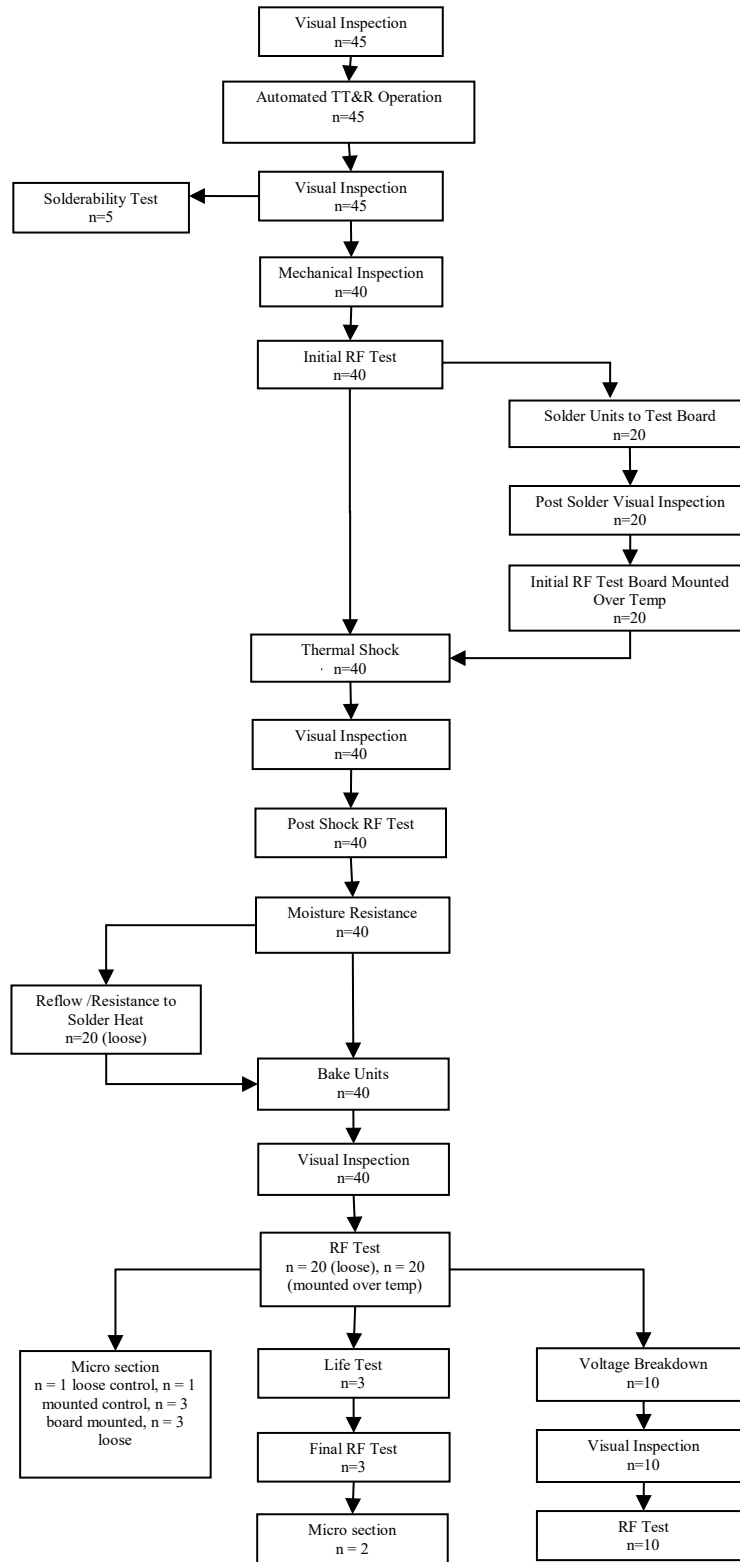 Visual Inspection
n=45
Automated TT&R Operation
n=45
Visual Inspection
n=45
Solderability Test
n=5
Mechanical Inspection
n=40
Initial RF Test
n=40
Solder Units to Test Board
n=20
Post Solder Visual Inspection
n=20
Initial RF Test Board Mounted
Over Temp
n=20
Thermal Shock
n=40
Visual Inspection
n=40
Post Shock RF Test
n=40
Moisture Resistance
n=40
Reflow /Resistance to
Solder Heat
n=20 (loose)
Bake Units
n=40
Visual Inspection
n=40
RF Test
n = 20 (loose), n = 20
(mounted over temp)
Micro section
n = 1 loose control, n = 1
mounted control, n = 3
board mounted, n = 3
loose
Life Test
n=3
Final RF Test
n=3
Micro section
n = 2
Voltage Breakdown
n=10
Visual Inspection
n=10
RF Test
n=10